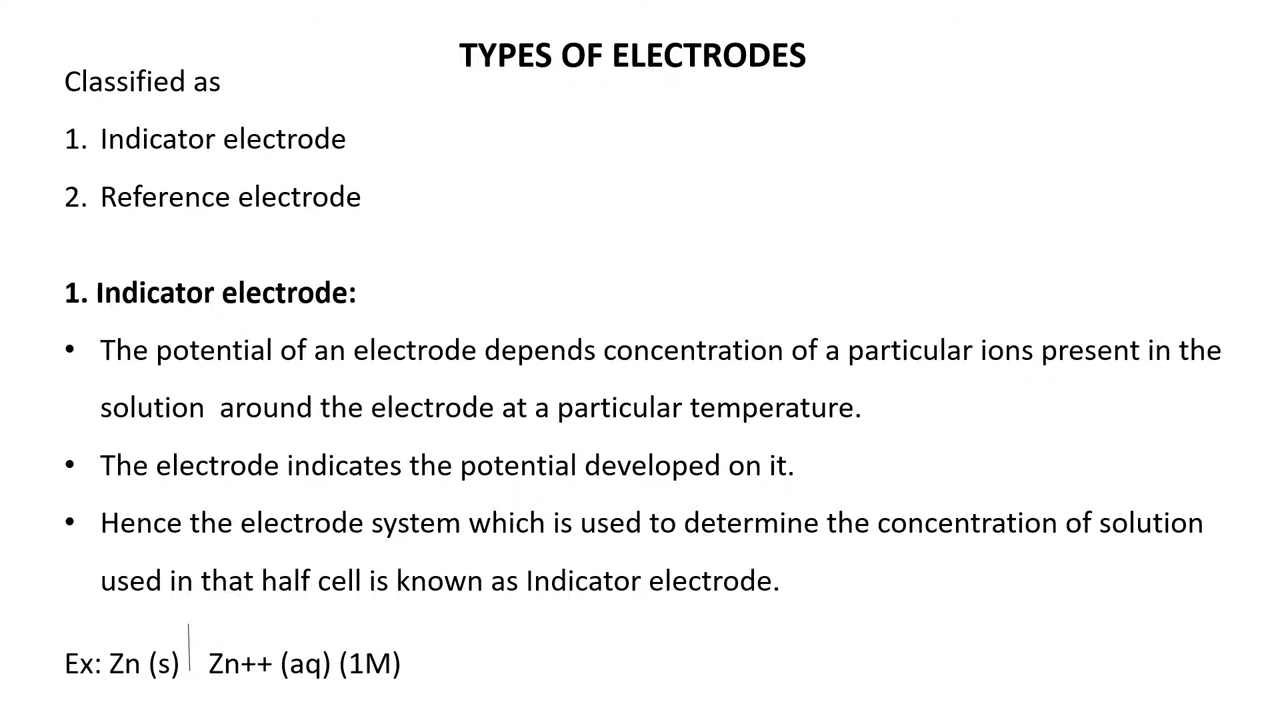 TYPES OF ELECTRODES
Classified as
1. Indicator electrode
2. Reference electrode
1. Indicator electrode:
• The potential of an electrode depends concentration of a particular ions present in the
solution around the electrode at a particular temperature.
• The electrode indicates the potential developed on it.
• Hence the electrode system which is used to determine the concentration of solution
used in that half cell is known as Indicator electrode.
Ex: Zn (s) | Zn++ (aq) (1M)